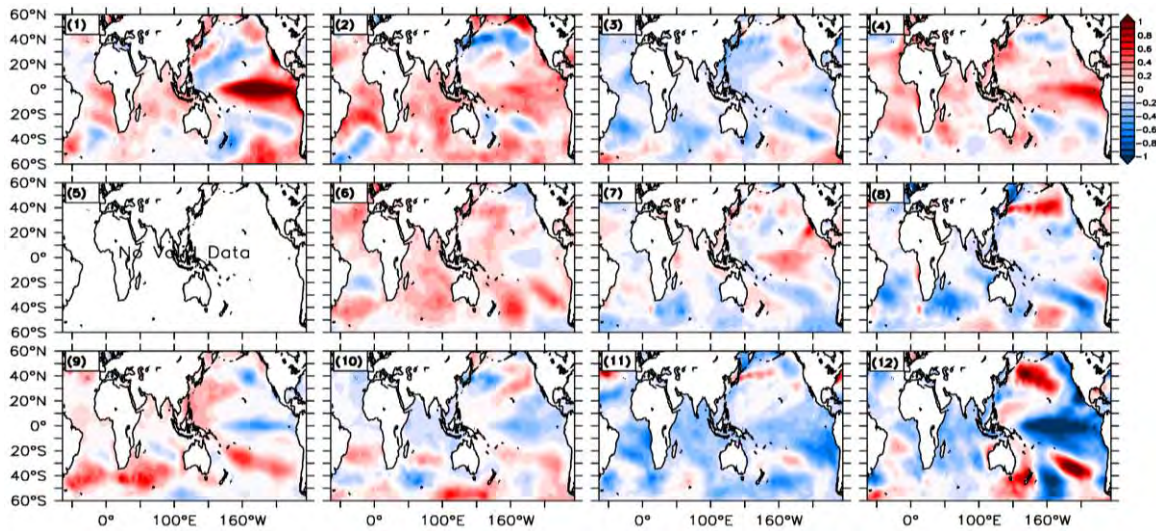 (1) (2) (3) (4)
60°N
40°N
20°N
0°
20°S
40°S
60°S
1
0.8
0.6
0.4
0.2
0
-0.2
-0.4
-0.6
-0.8
-1
(5) (6) (7) (8)
60°N
40°N
20°N
0°
20°S
40°S
60°S
No Valid Data
(9) (10) (11) (12)
60°N
40°N
20°N
0°
20°S
40°S
60°S
0° 100°E 160°W 0° 100°E 160°W 0° 100°E 160°W 0° 100°E 160°W